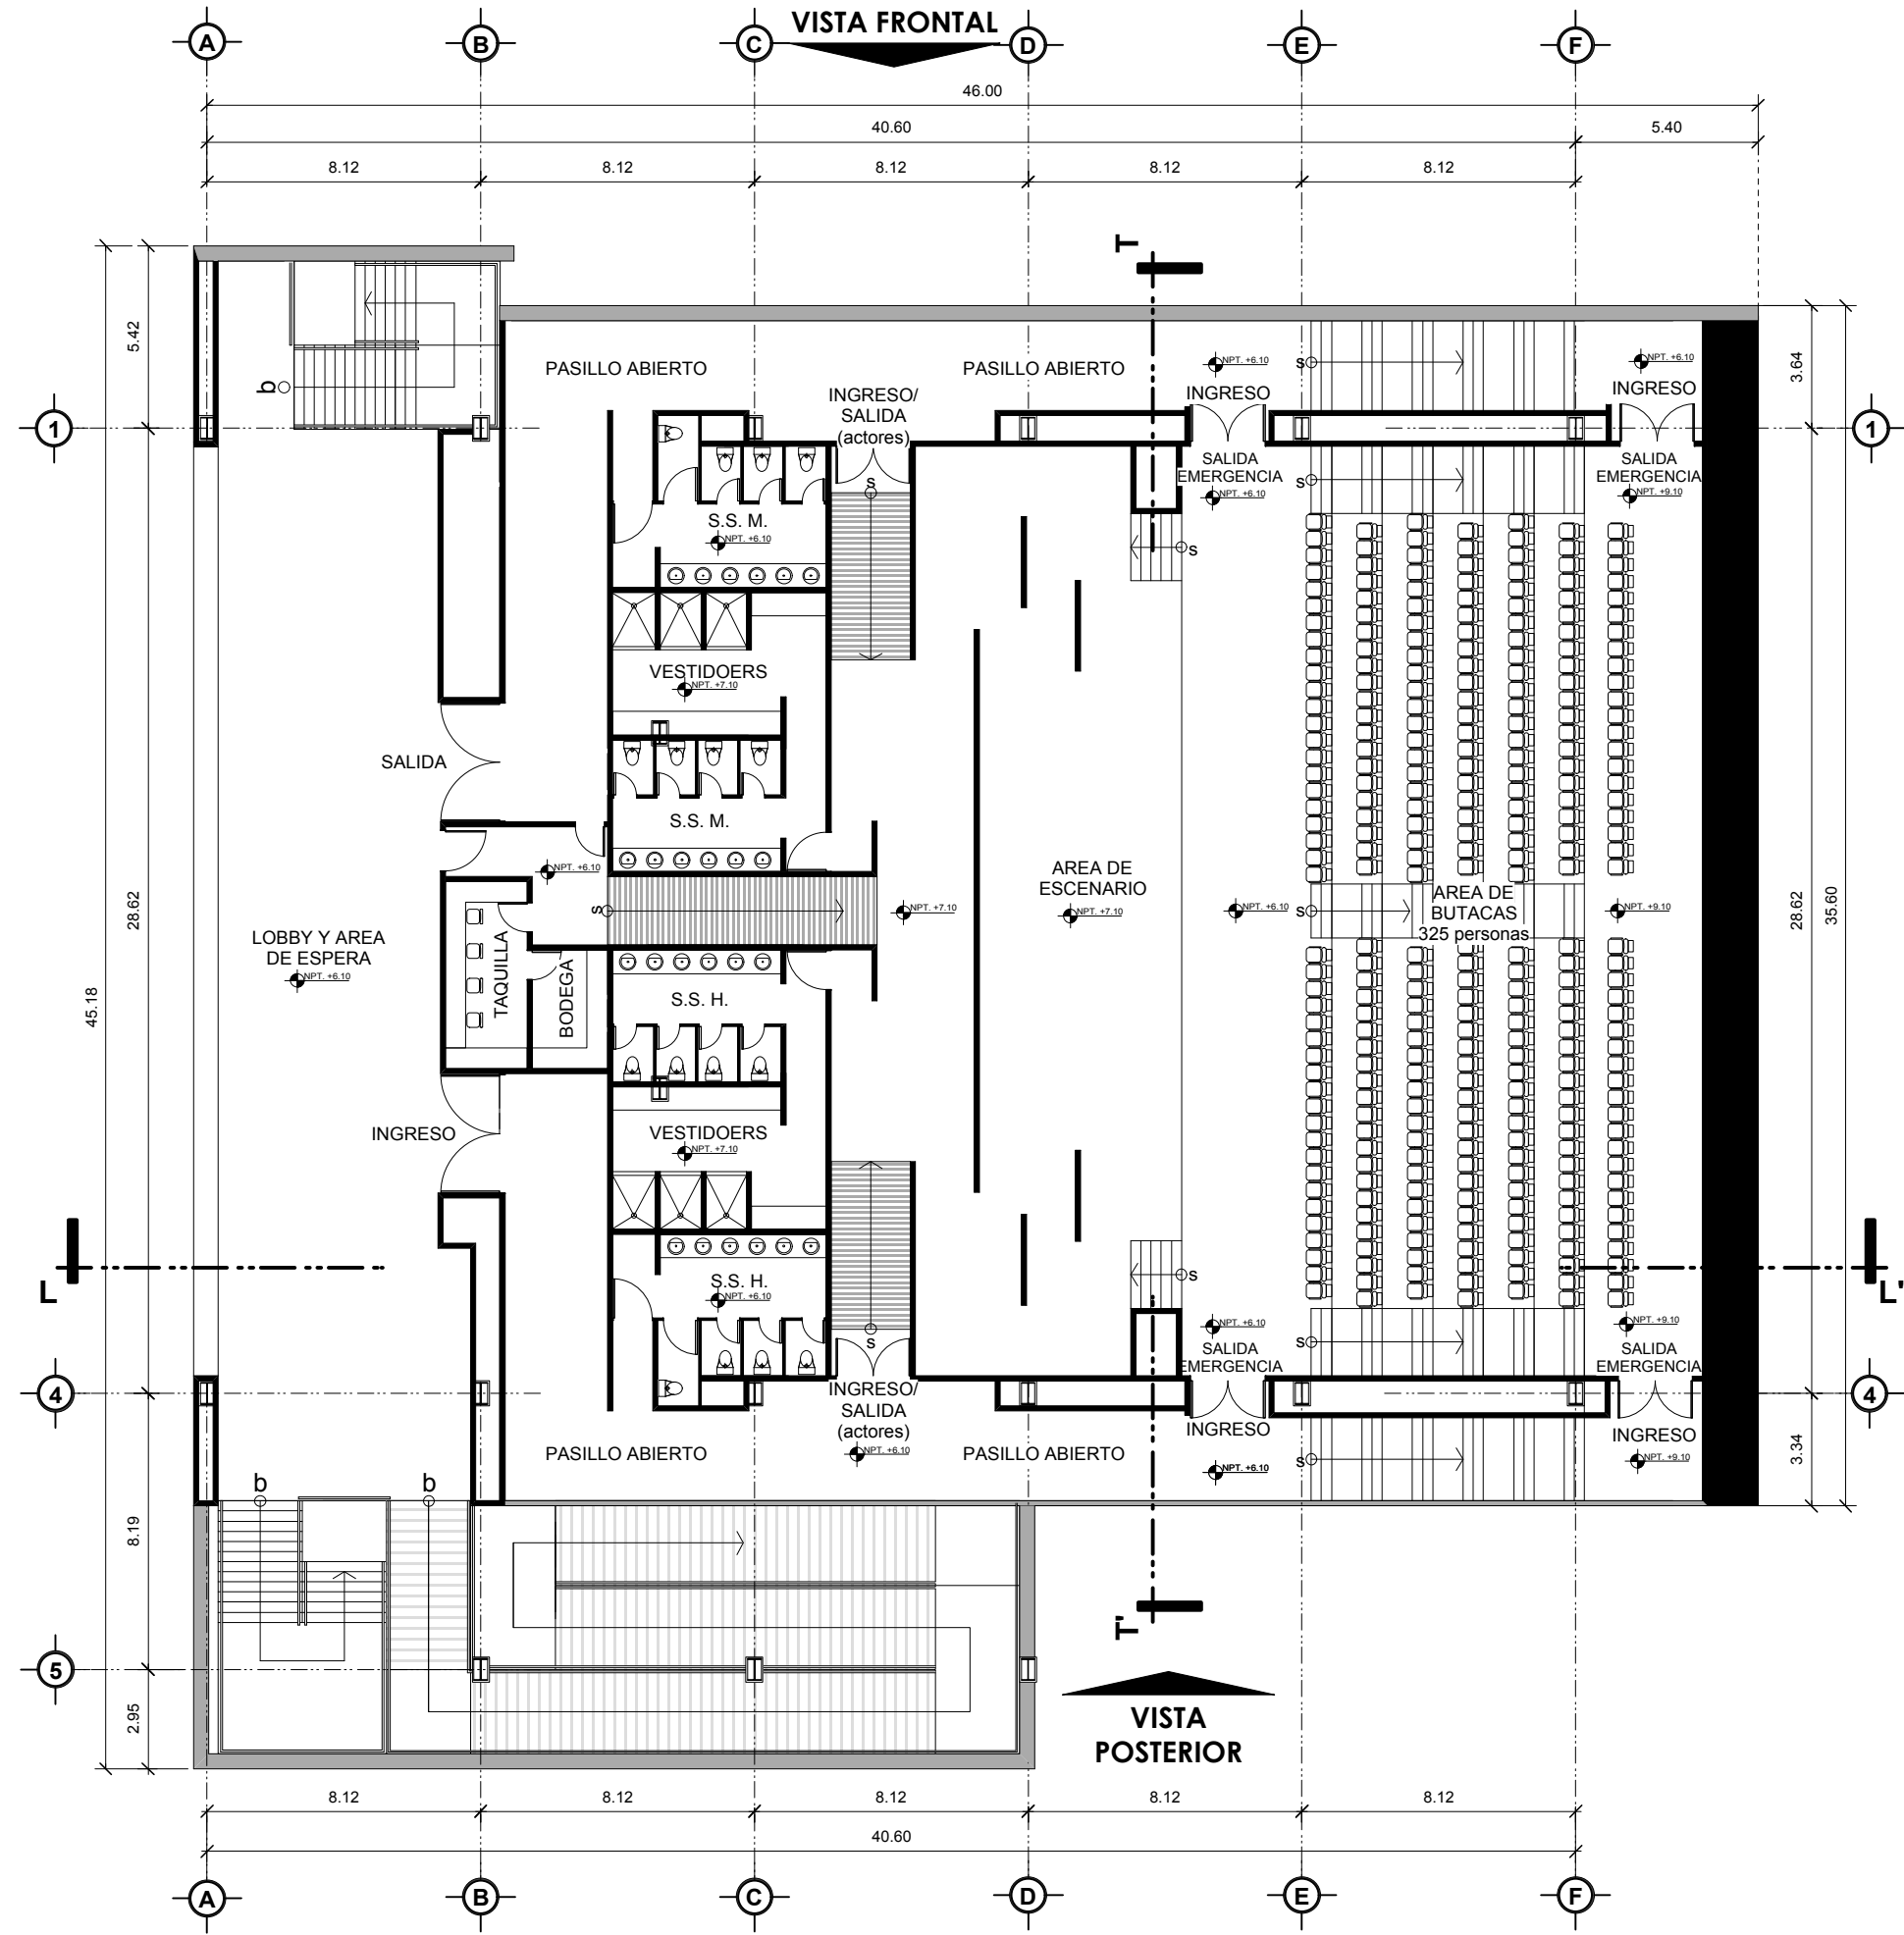 VISTA FRONTAL
A
B
C
D
E
F
46.00
40.60
5.40
8.12
8.12
8.12
8.12
8.12
T
5.42
3.64
b
PASILLO ABIERTO
PASILLO ABIERTO
NPT. +6.10
s
NPT. +6.10
INGRESO/
SALIDA
(actores)
INGRESO
INGRESO
1
1
s
SALIDA
EMERGENCIA
NPT. +6.10
s
SALIDA
EMERGENCIA
NPT. +9.10
S.S. M.
NPT. +6.10
s
VESTIDOERS
NPT. +7.10
SALIDA
S.S. M.
NPT. +6.10
AREA DE
ESCENARIO
NPT. +7.10
s
NPT. +7.10
NPT. +6.10
s
AREA DE
BUTACAS
325 personas
NPT. +9.10
28.62
28.62
35.60
45.18
LOBBY Y AREA
DE ESPERA
NPT. +6.10
TAQUILLA
BODEGA
S.S. H.
INGRESO
VESTIDOERS
NPT. +7.10
S.S. H.
NPT. +6.10
s
L
L'
s
NPT. +6.10
SALIDA
EMERGENCIA
s
NPT. +9.10
SALIDA
EMERGENCIA
4
4
INGRESO/
SALIDA
(actores)
NPT. +6.10
INGRESO
INGRESO
PASILLO ABIERTO
PASILLO ABIERTO
NPT. +6.10
s
NPT. +9.10
3.34
b
b
8.19
T'
5
2.95
VISTA
POSTERIOR
8.12
8.12
8.12
8.12
8.12
40.60
A
B
C
D
E
F